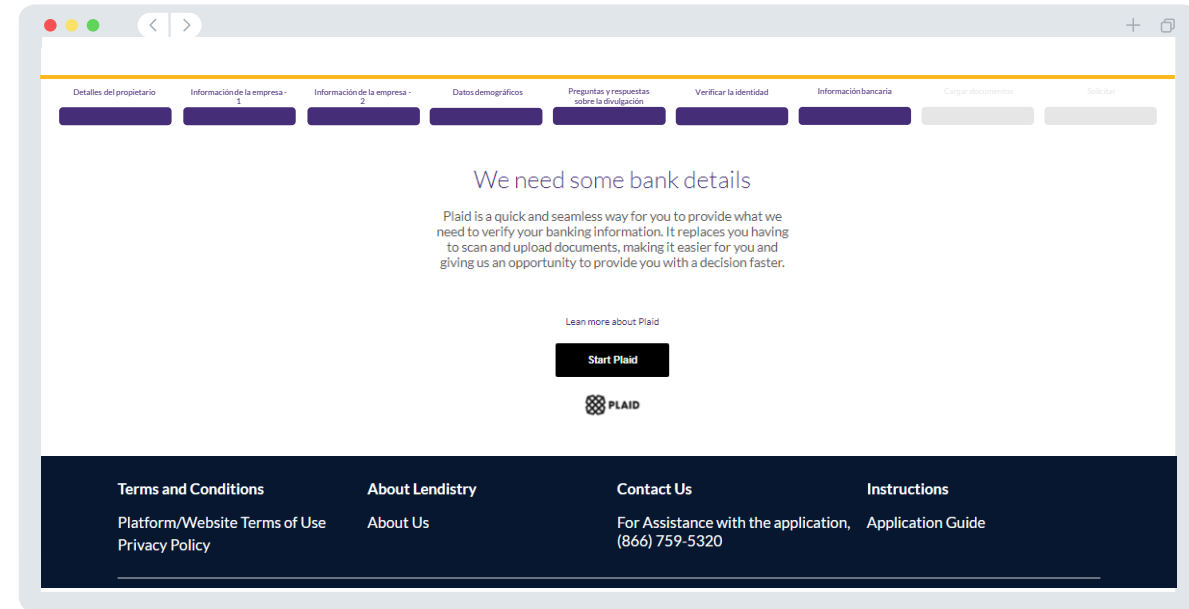 Detalles del propietario
Información de la empresa -
1
Información de la empresa -
2
Datos demográficos
Preguntas y respuestas
sobre la divulgación
Verificar la identidad
Información bancaria
Cargar documentos
Solicitar
We need some bank details
Plaid is a quick and seamless way for you to provide what we
need to verify your banking information. It replaces you having
to scan and upload documents, making it easier for you and
giving us an opportunity to provide you with a decision faster.
Lean more about Plaid
Start Plaid
PLAID
Terms and Conditions
Platform/Website Terms of Use
Privacy Policy
About Lendistry
About Us
Contact Us
For Assistance with the application,
(866) 759-5320
Instructions
Application Guide